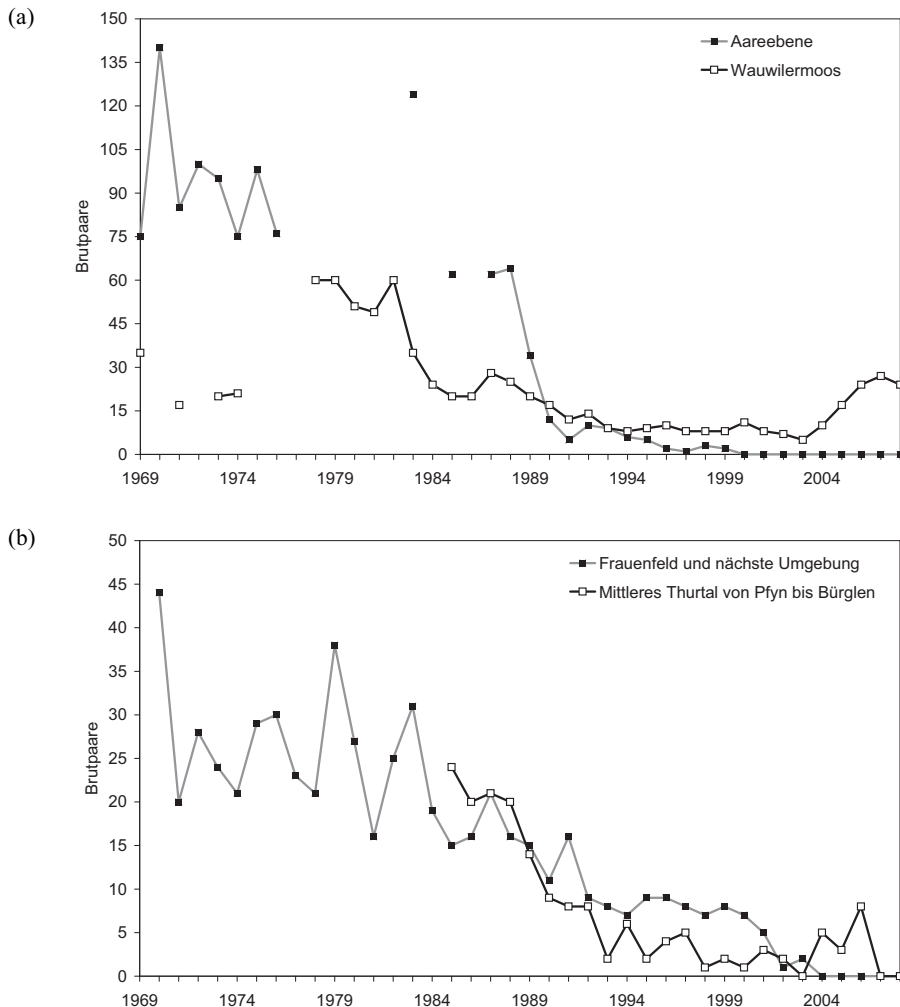 (a)
150
135
120
105
90
75
60
45
30
15
0
Brutpaare
Aareebene
Wauwilermoos
1969 1974 1979 1984 1989 1994 1999 2004
(b)
50
45
40
35
30
25
20
15
10
5
0
Brutpaare
Frauenfeld und nächste Umgebung
Mittleres Thurtal von Pfyn bis Bürglen
1969 1974 1979 1984 1989 1994 1999 2004